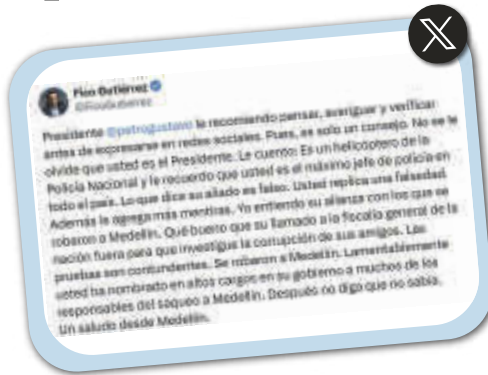 Fico Gutiérrez
@FicoGutierrez
Presidente @petrogustavo le recomiendo pensar, averiguar y verificar
antes de expresarse en redes sociales. Pues, es solo un consejo. No se le
olvide que usted es el Presidente. Le cuento: Es un helicóptero de la
Policía Nacional y le recuerdo que usted es el máximo jefe de policía en
todo el país. Lo que dice su aliado es falso. Usted replica una falsedad.
Además le agrega más mentiras. Yo entiendo su alianza con los que se
robaron a Medellín. Qué bueno que su llamado a la fiscalía general de la
nación fuera para que investigue la corrupción de sus amigos. Las
pruebas son contundentes. Se robaron a Medellín. Lamentablemente
usted ha nombrado en altos cargos en su gobierno a muchos de los
responsables del saqueo a Medellín. Después no diga que no sabía.
Un saludo desde Medellín.